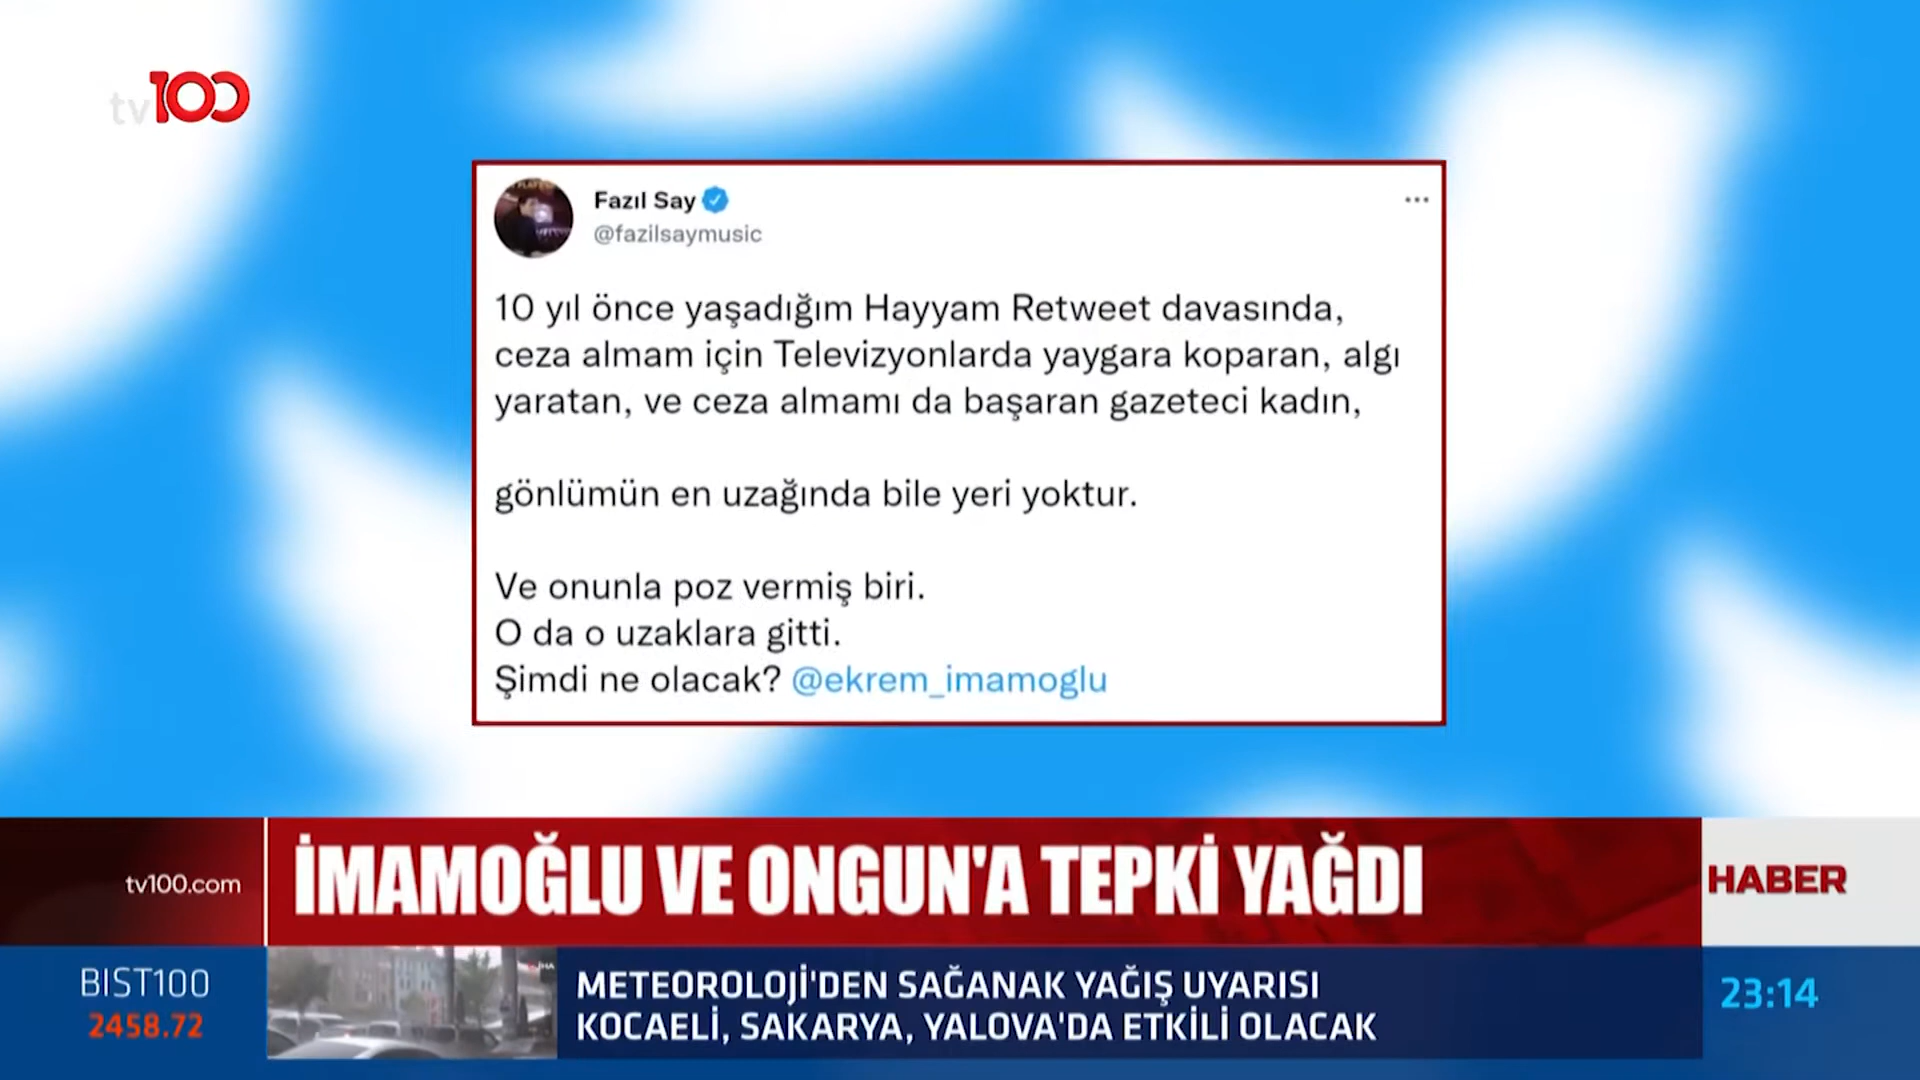 tv100
Fazıl Say
@fazilsaymusic
10 yıl önce yaşadığım Hayyam Retweet davasında,
ceza almam için Televizyonlarda yaygara koparan, algı
yaratan, ve ceza almamı da başaran gazeteci kadın,
gönlümün en uzağında bile yeri yoktur.
Ve onunla poz vermiş biri.
O da o uzaklara gitti.
Şimdi ne olacak? @ekrem_imamoglu
tv100.com
İMAMOĞLU VE ONGUN'A TEPKİ YAĞDI
HABER
BIST100
2458.72
METEOROLOJİ'DEN SAĞANAK YAĞIŞ UYARISI
KOCAELİ, SAKARYA, YALOVA'DA ETKİLİ OLACAK
23:14